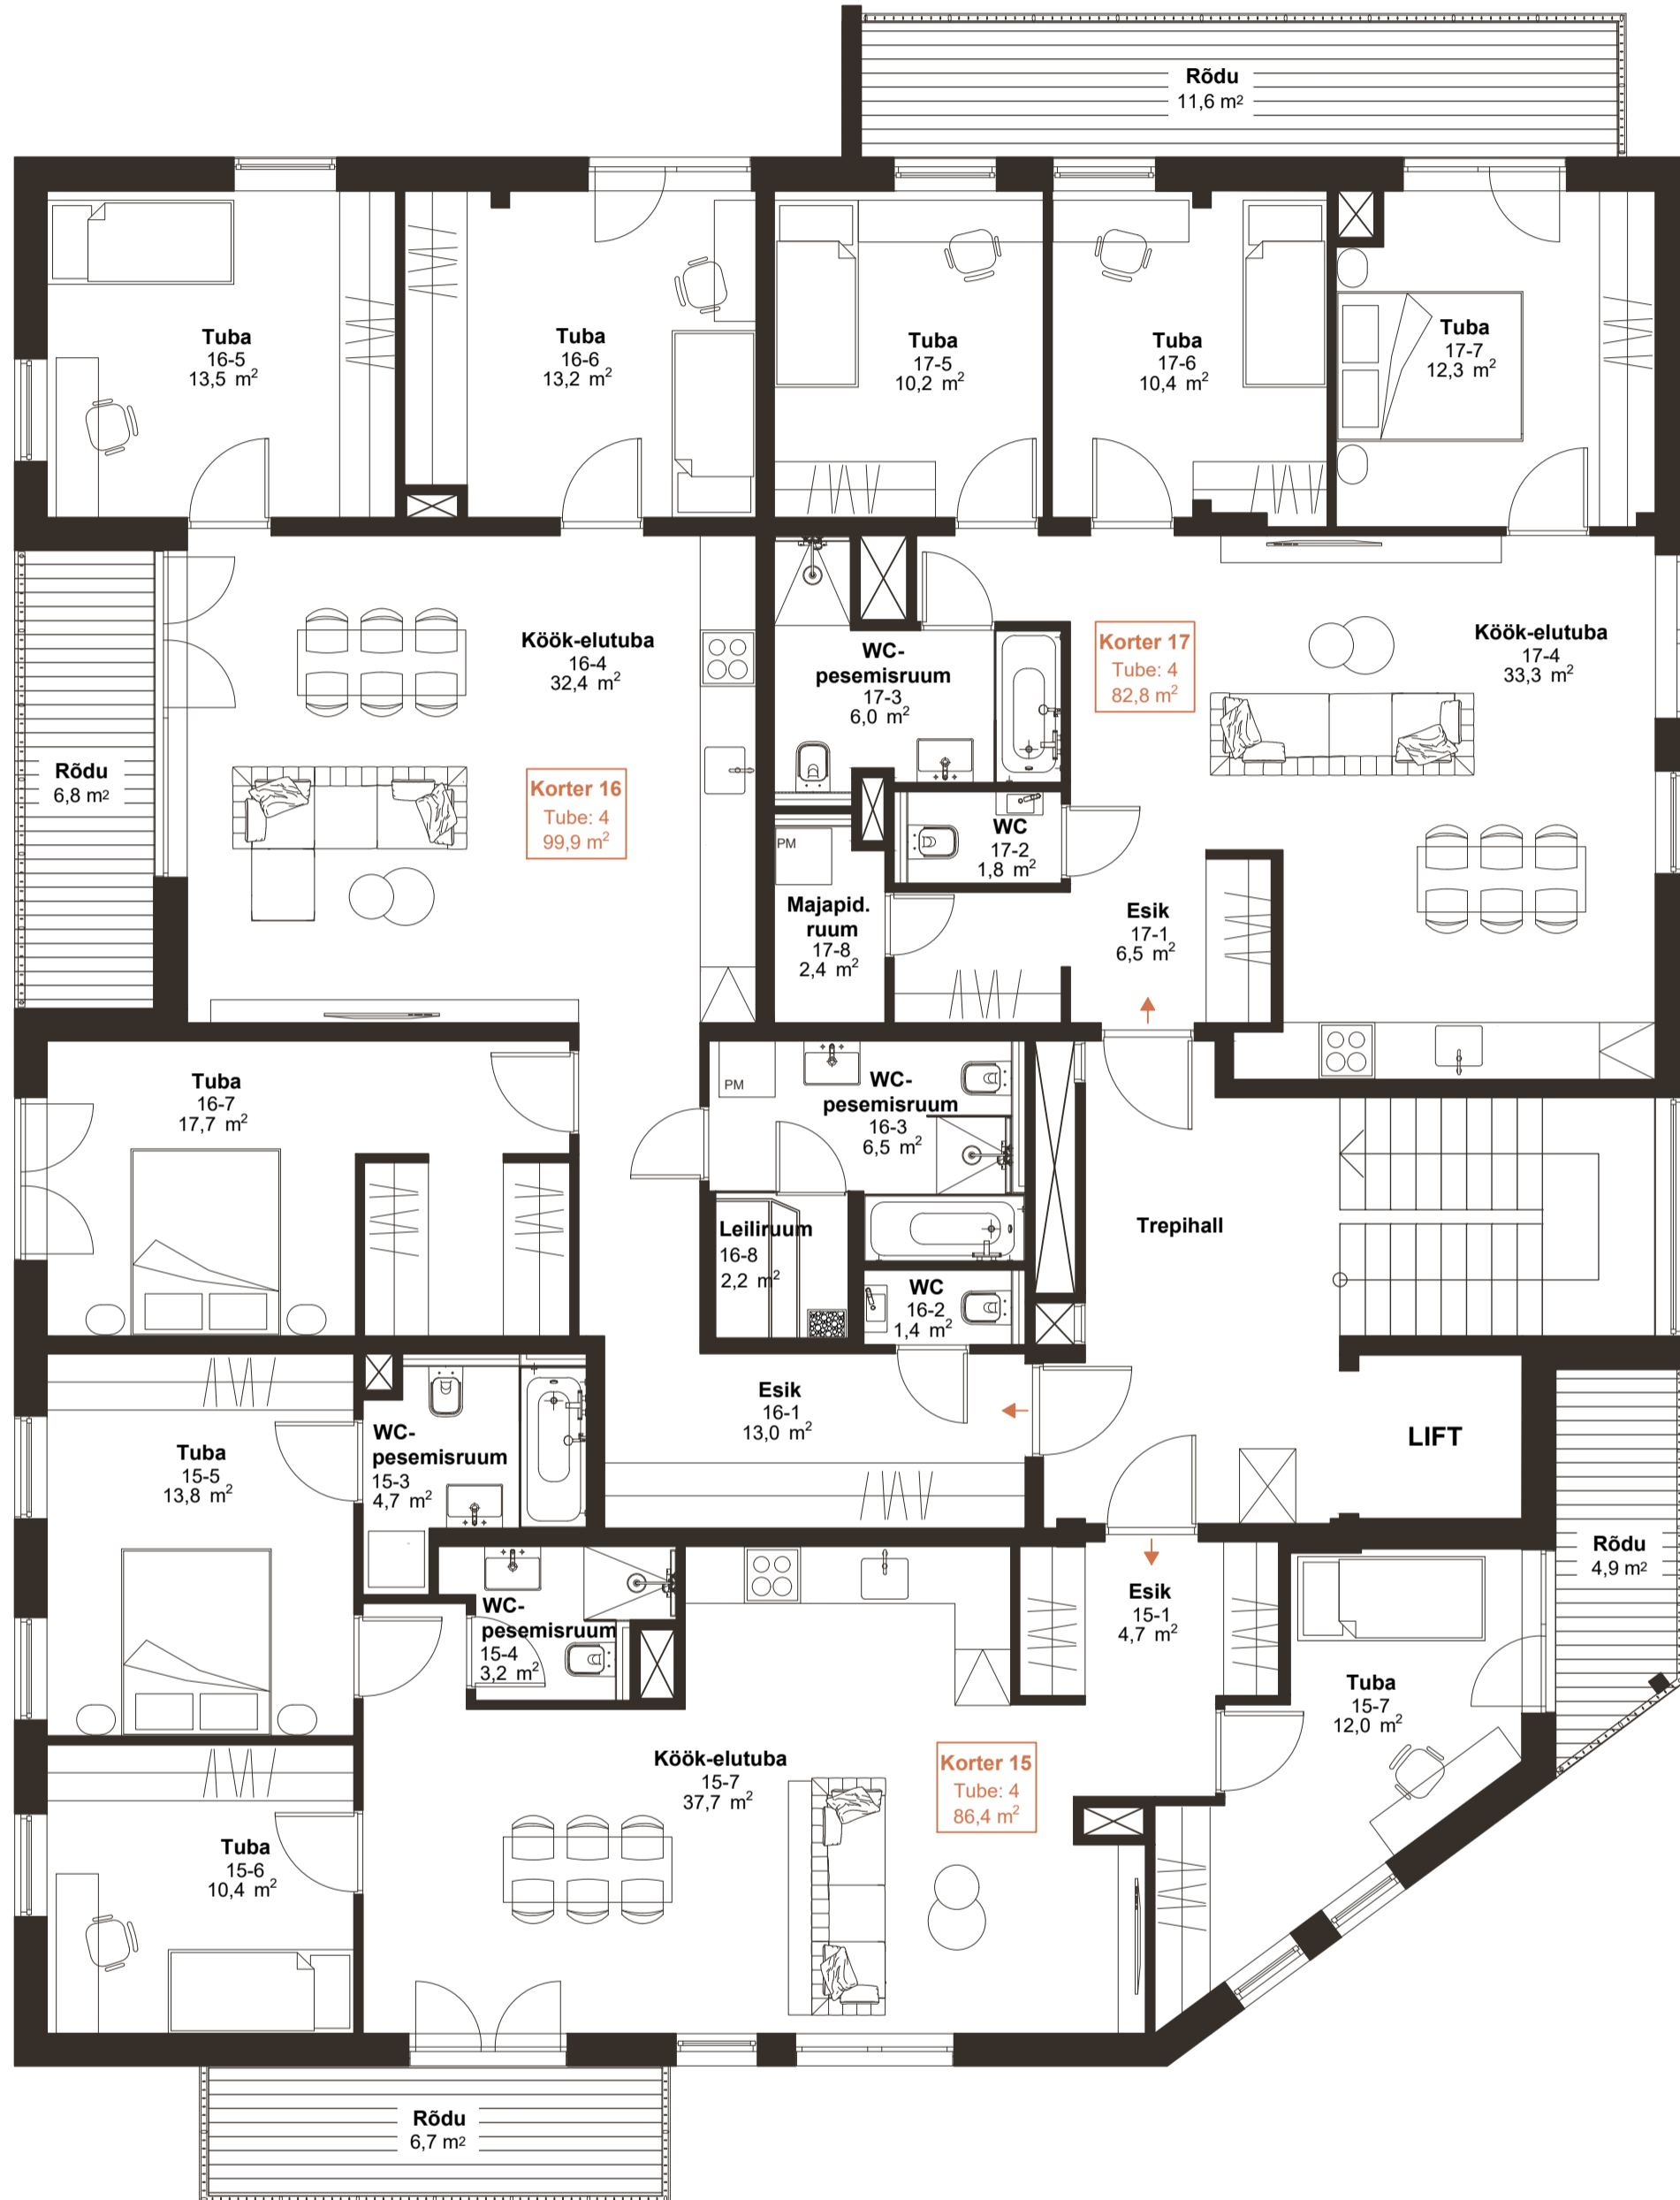 Rõdu
11,6 m²
Tuba
16-5
13,5 m²
Tuba
16-6
13,2 m²
Tuba
17-5
10,2 m²
Tuba
17-6
10,4 m²
Tuba
17-7
12,3 m²
Köök-elutuba
16-4
32,4 m²
WC-
pesemisruum
17-3
6,0 m²
Korter 17
Tube: 4
82,8 m²
Köök-elutuba
17-4
33,3 m²
Rõdu
6,8 m²
Korter 16
Tube: 4
99,9 m²
PM
WC
17-2
1,8 m²
Majapid.
ruum
17-8
2,4 m²
Esik
17-1
6,5 m²
Tuba
16-7
17,7 m²
PM
WC-
pesemisruum
16-3
6,5 m²
Leiliruum
16-8
2,2 m²
Trepihall
WC
16-2
1,4 m²
Esik
16-1
13,0 m²
LIFT
Tuba
15-5
13,8 m²
WC-
pesemisruum
15-3
4,7 m²
Rõdu
4,9 m²
WC-
pesemisruum
15-4
3,2 m²
Esik
15-1
4,7 m²
Tuba
15-7
12,0 m²
Köök-elutuba
15-7
37,7 m²
Korter 15
Tube: 4
86,4 m²
Tuba
15-6
10,4 m²
Rõdu
6,7 m²